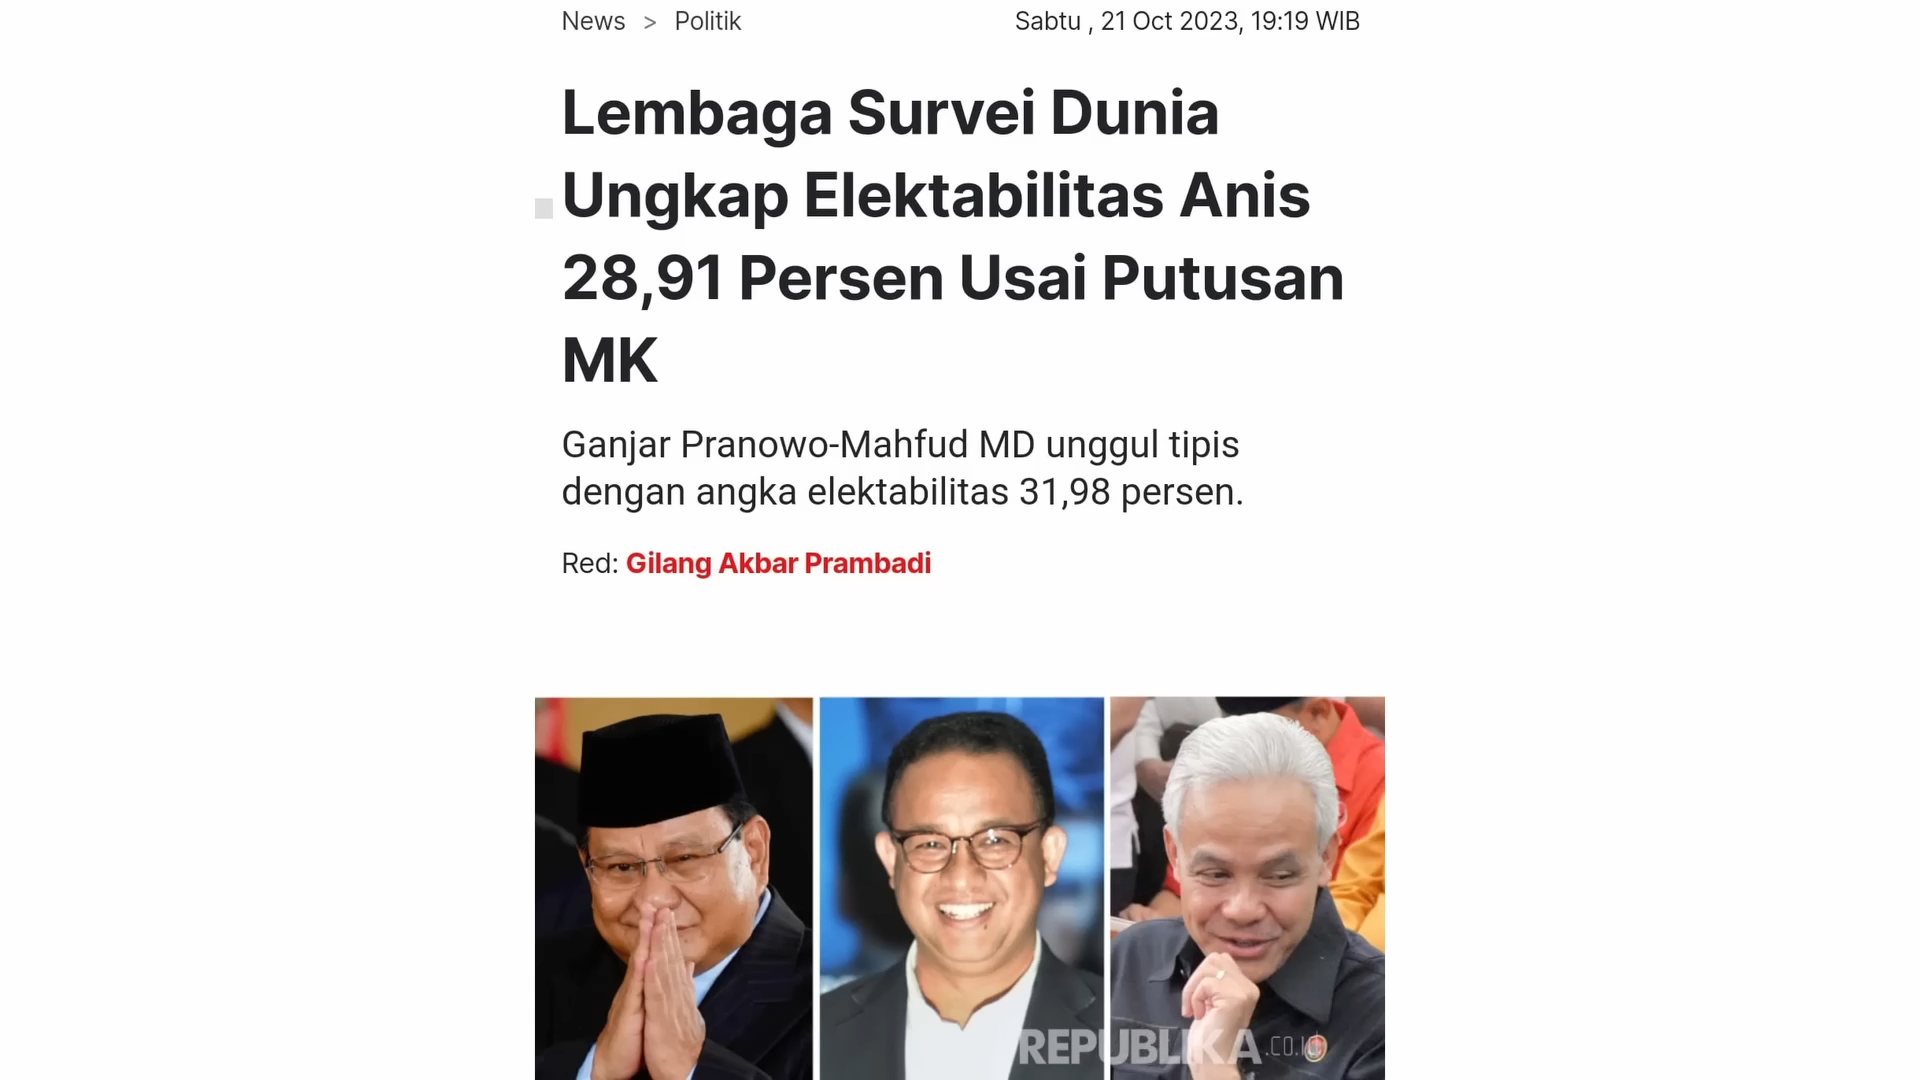 News > Politik
Sabtu , 21 Oct 2023, 19:19 WIB
Lembaga Survei Dunia
Ungkap Elektabilitas Anis
28,91 Persen Usai Putusan
MK
Ganjar Pranowo-Mahfud MD unggul tipis
dengan angka elektabilitas 31,98 persen.
Red: Gilang Akbar Prambadi
REPUBLIKA.CO.ID